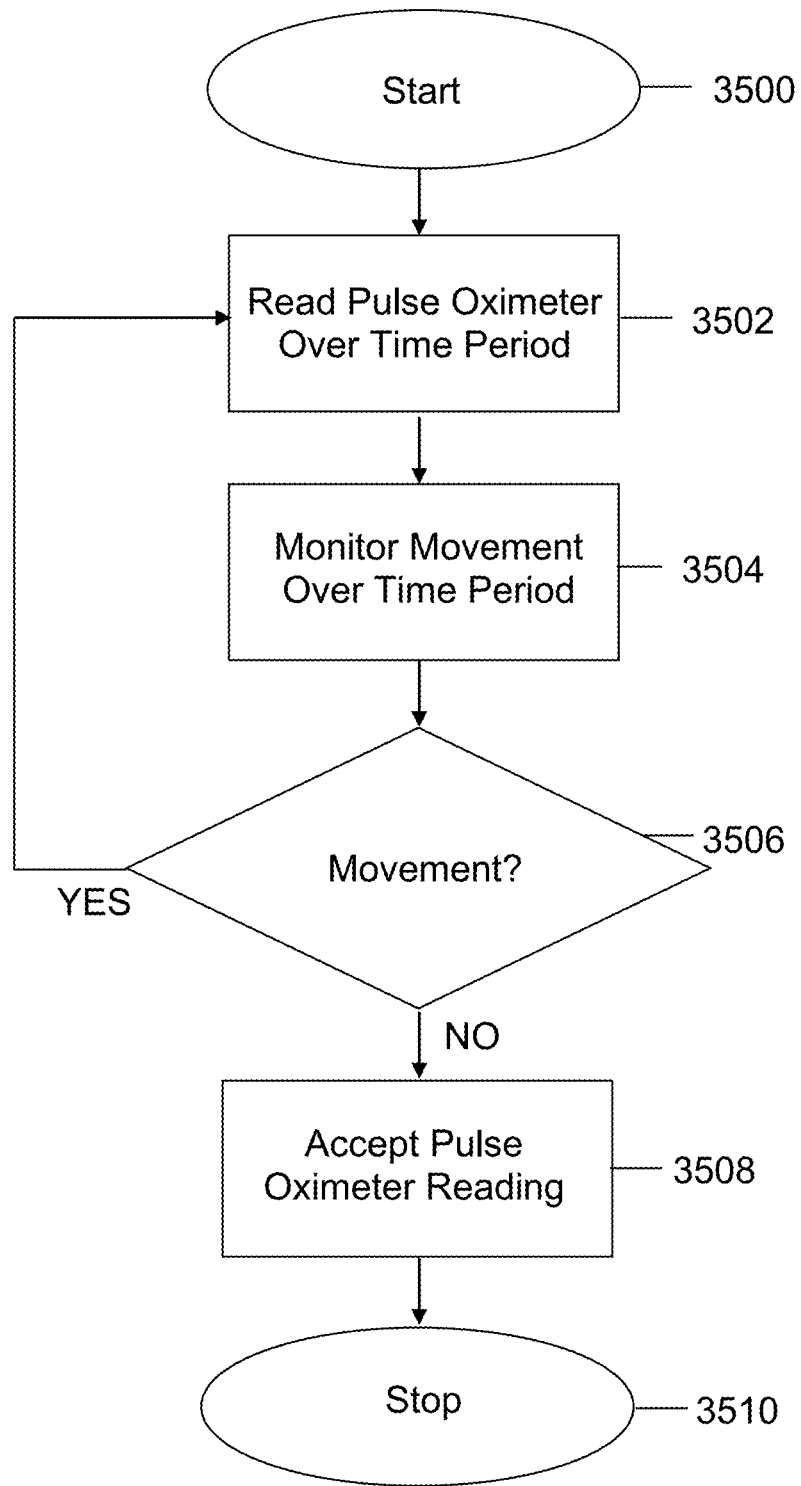 Start
3500
Read Pulse Oximeter
Over Time Period
3502
Monitor Movement
Over Time Period
3504
Movement?
3506
YES
NO
Accept Pulse
Oximeter Reading
3508
Stop
3510